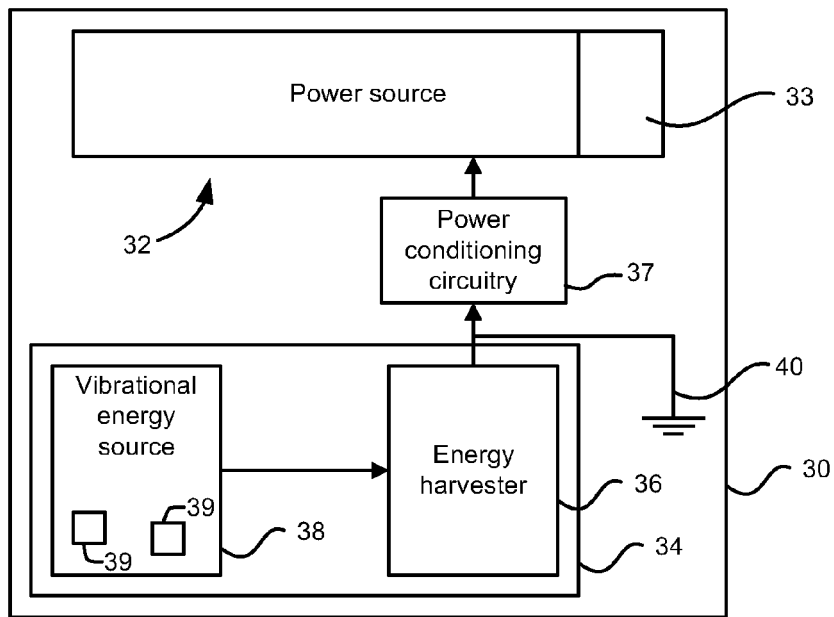 Power source
33
32
Power
conditioning
circuitry
37
Vibrational
energy
source
40
Energy
harvester
36
30
39
38
34
39